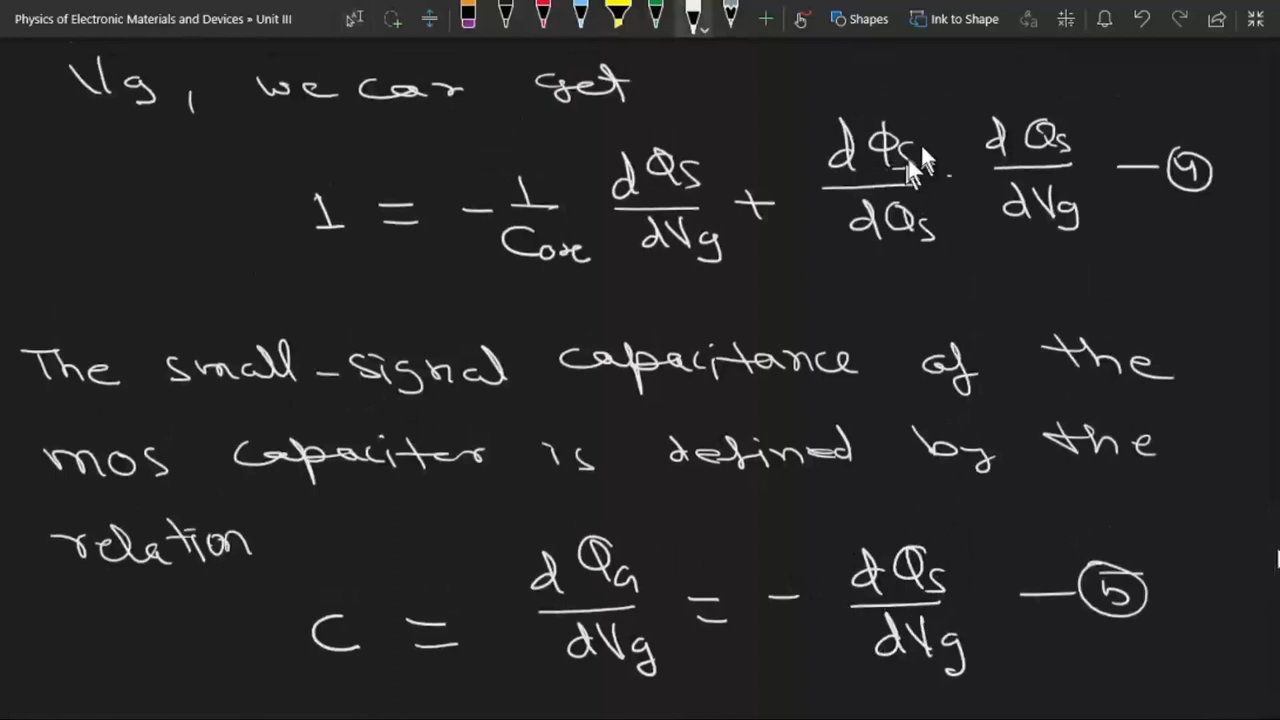 Physics of Electronic Materials and Devices » Unit III
Shapes
Ink to Shape
Vg, we can get
1 = - 1/Cox dQs/dVg + dφs/dQs . dQs/dVg — ④
The small-signal capacitance of the
mos capacitor is defined by the
relation
C = dQG/dVg = - dQs/dVg — ⑤